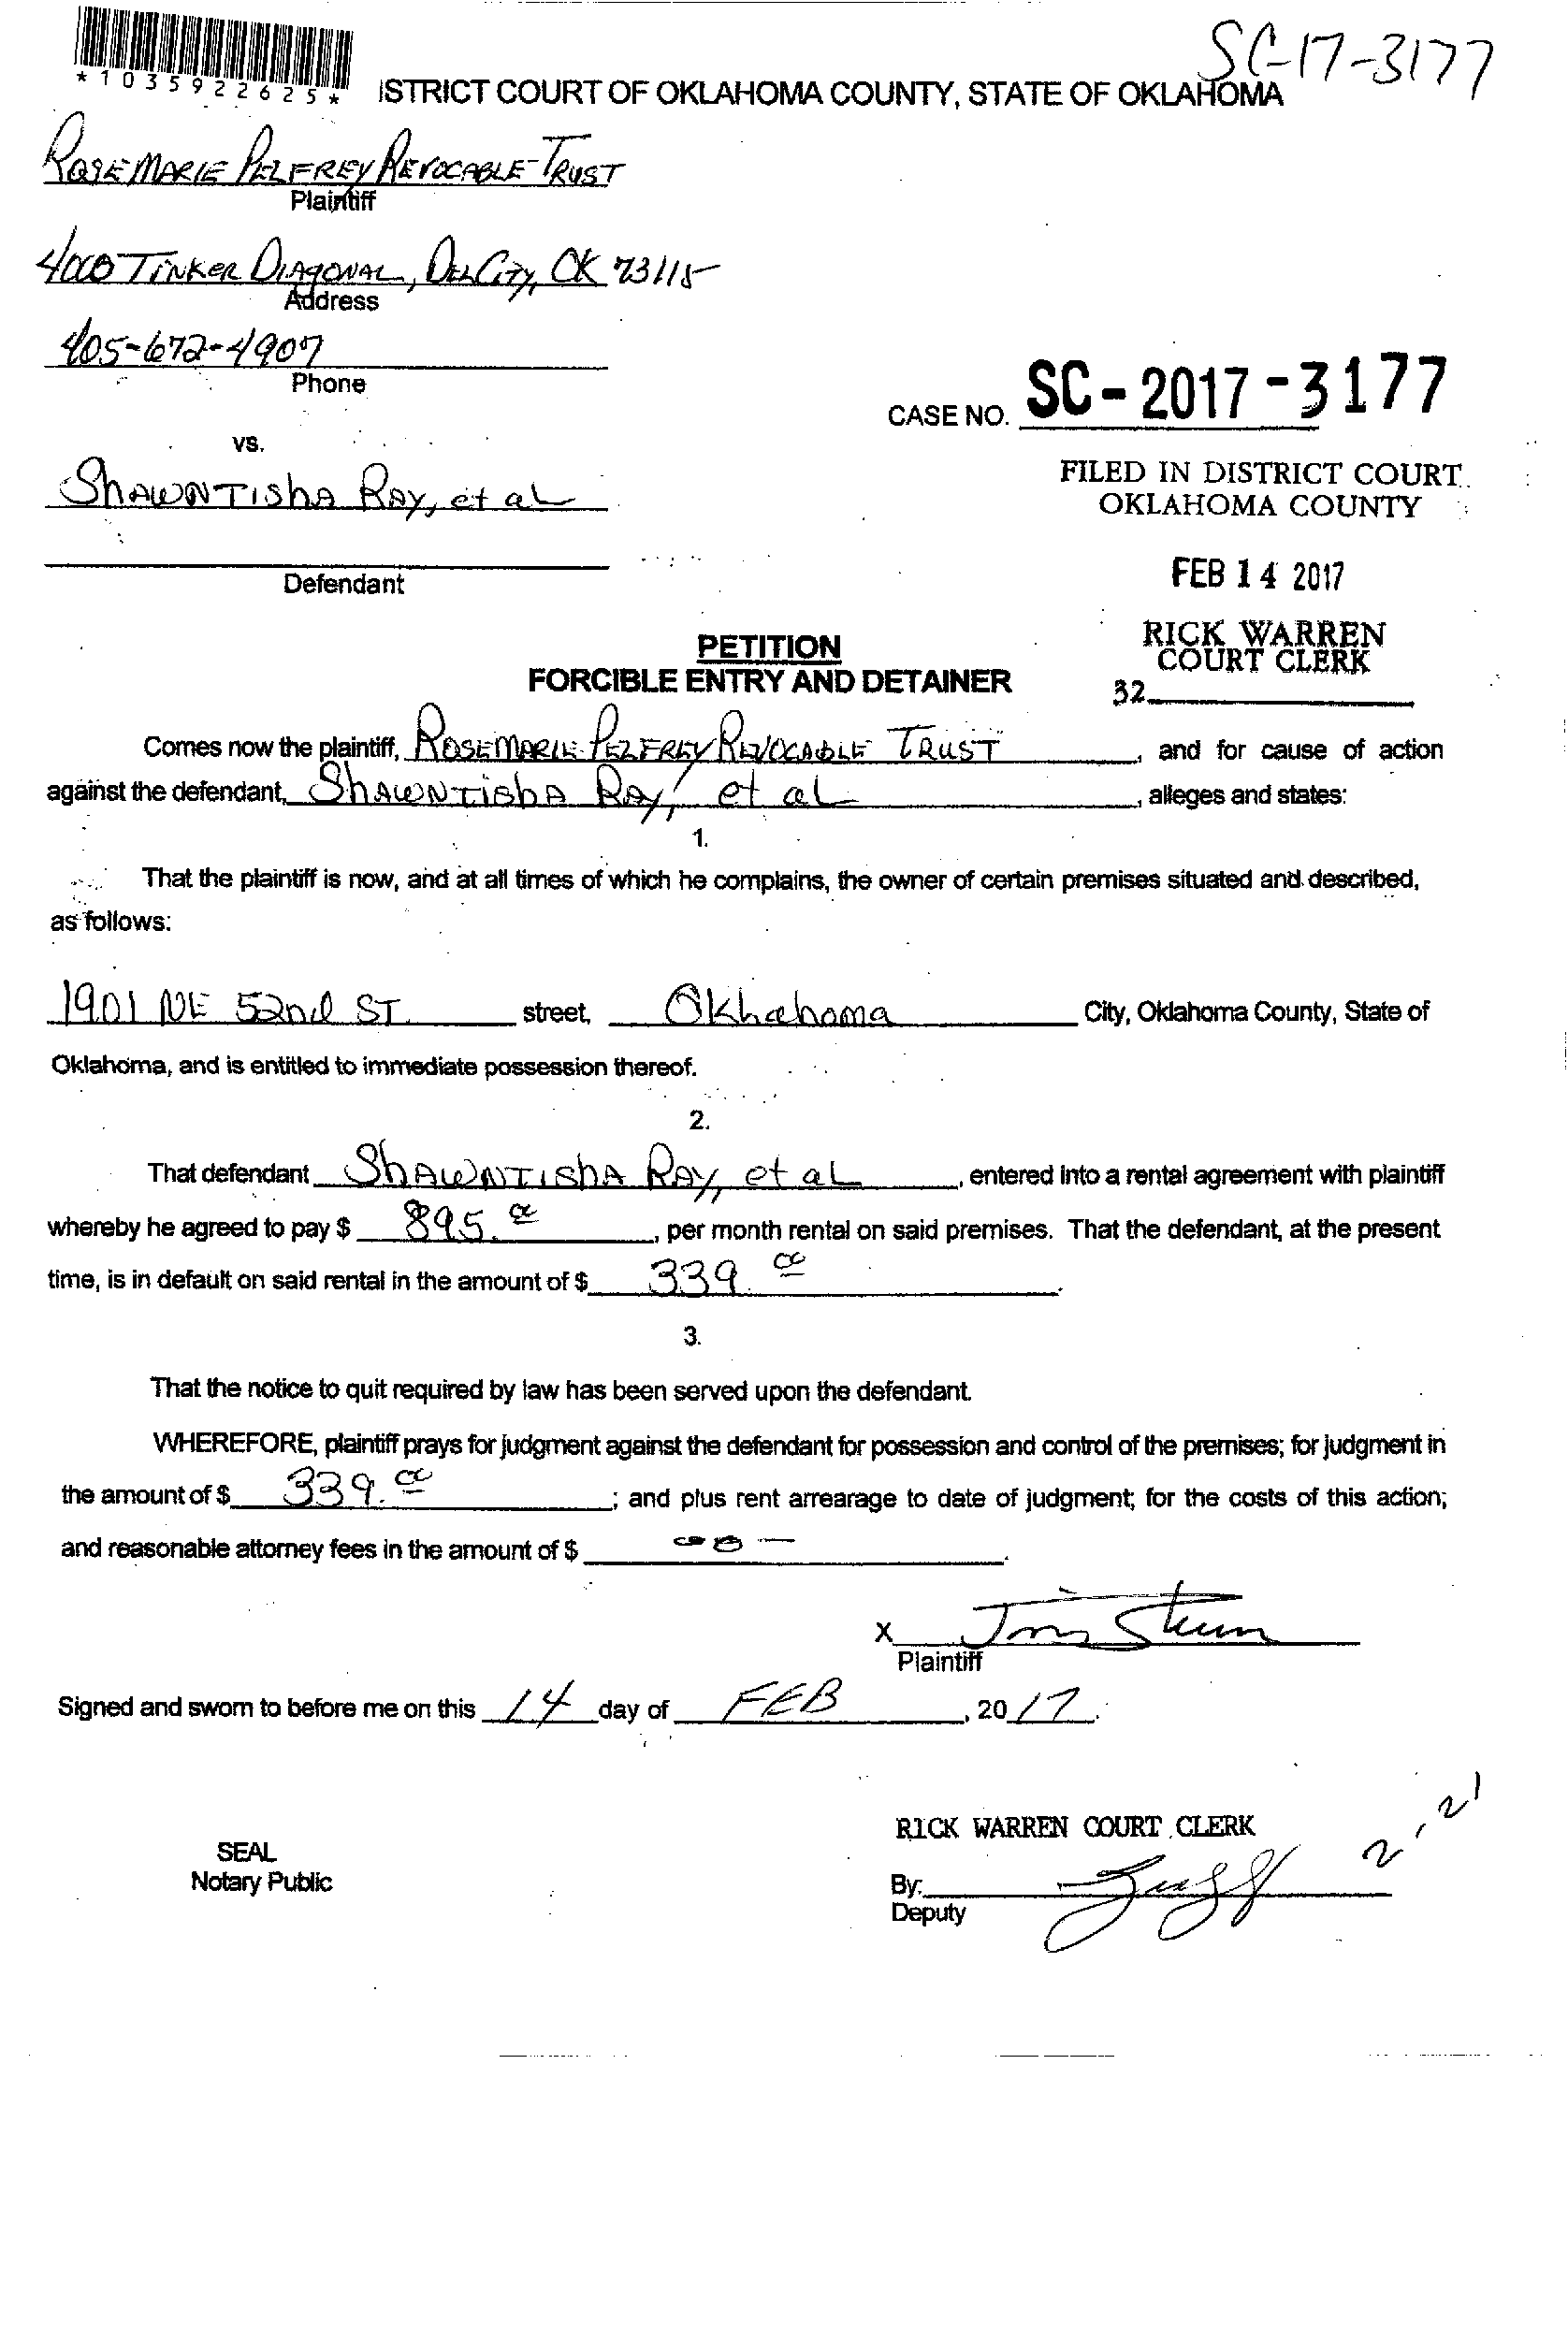 SC-17-3177
*1035922625*
ISTRICT COURT OF OKLAHOMA COUNTY, STATE OF OKLAHOMA
ROSEMARIE PELFREY REVOCABLE TRUST
Plaintiff
4000 TINKER DIAGONAL, DEL CITY, OK 73115
Address
405-672-4907
Phone
CASE NO. SC-2017-3177
vs.
FILED IN DISTRICT COURT
SHAWNTISHA RAY, et al
OKLAHOMA COUNTY
FEB 14 2017
Defendant
RICK WARREN
COURT CLERK
32
PETITION
FORCIBLE ENTRY AND DETAINER
Comes now the plaintiff, ROSEMARIE PELFREY REVOCABLE TRUST, and for cause of action
against the defendant, SHAWNTISHA RAY, et al, alleges and states:
1.
That the plaintiff is now, and at all times of which he complains, the owner of certain premises situated and described,
as follows:
1901 NE 52nd ST. street, Oklahoma City, Oklahoma County, State of
Oklahoma, and is entitled to immediate possession thereof.
2.
That defendant SHAWNTISHA RAY, et al, entered into a rental agreement with plaintiff
whereby he agreed to pay $ 895.00, per month rental on said premises. That the defendant, at the present
time, is in default on said rental in the amount of $ 339.00.
3.
That the notice to quit required by law has been served upon the defendant.
WHEREFORE, plaintiff prays for judgment against the defendant for possession and control of the premises; for judgment in
the amount of $ 339.00; and plus rent arrearage to date of judgment; for the costs of this action;
and reasonable attorney fees in the amount of $ -0-.
X
Plaintiff
Signed and sworn to before me on this 14 day of FEB, 2017.
2-21
RICK WARREN COURT CLERK
SEAL
Notary Public
By:
Deputy